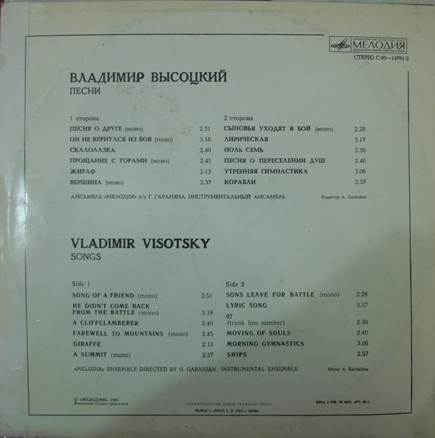 МЕЛОДИЯ
СТЕРЕО С 60—14761-2
ВЛАДИМИР ВЫСОЦКИЙ
ПЕСНИ
1 сторона
ПЕСНЯ О ДРУГЕ (моно) 2.51
ОН НЕ ВЕРНУЛСЯ ИЗ БОЯ (моно) 3.18
СКАЛОЛАЗКА 2.40
ПРОЩАНИЕ С ГОРАМИ (моно) 2.45
ЖИРАФ 2.13
ВЕРШИНА (моно) 2.37
2 сторона
СЫНОВЬЯ УХОДЯТ В БОЙ (моно) 2.28
ЛИРИЧЕСКАЯ 3.17
НОЛЬ СЕМЬ 2.30
ПЕСНЯ О ПЕРЕСЕЛЕНИИ ДУШ 2.40
УТРЕННЯЯ ГИМНАСТИКА 3.06
КОРАБЛИ 2.57
АНСАМБЛЬ «МЕЛОДИЯ» п/у Г. ГАРАНЯНА. ИНСТРУМЕНТАЛЬНЫЙ АНСАМБЛЬ
Редактор А. Качалина
VLADIMIR VISOTSKY
SONGS
Side 1
SONG OF A FRIEND (mono) 2.51
HE DIDN'T COME BACK
FROM THE BATTLE (mono) 3.18
A CLIFFCLAMBERER 2.40
FAREWELL TO MOUNTAINS (mono) 2.45
GIRAFFE 2.13
A SUMMIT (mono) 2.37
Side 2
SONS LEAVE FOR BATTLE (mono) 2.28
LYRIC SONG 3.17
07
(trunk line number) 2.30
MOVING OF SOULS 2.40
MORNING GYMNASTICS 3.06
SHIPS 2.57
«MELODIA» ENSEMBLE DIRECTED BY G. GARANIAN. INSTRUMENTAL ENSEMBLE
Editor A. Kachalina
© «МЕЛОДИЯ», 1981